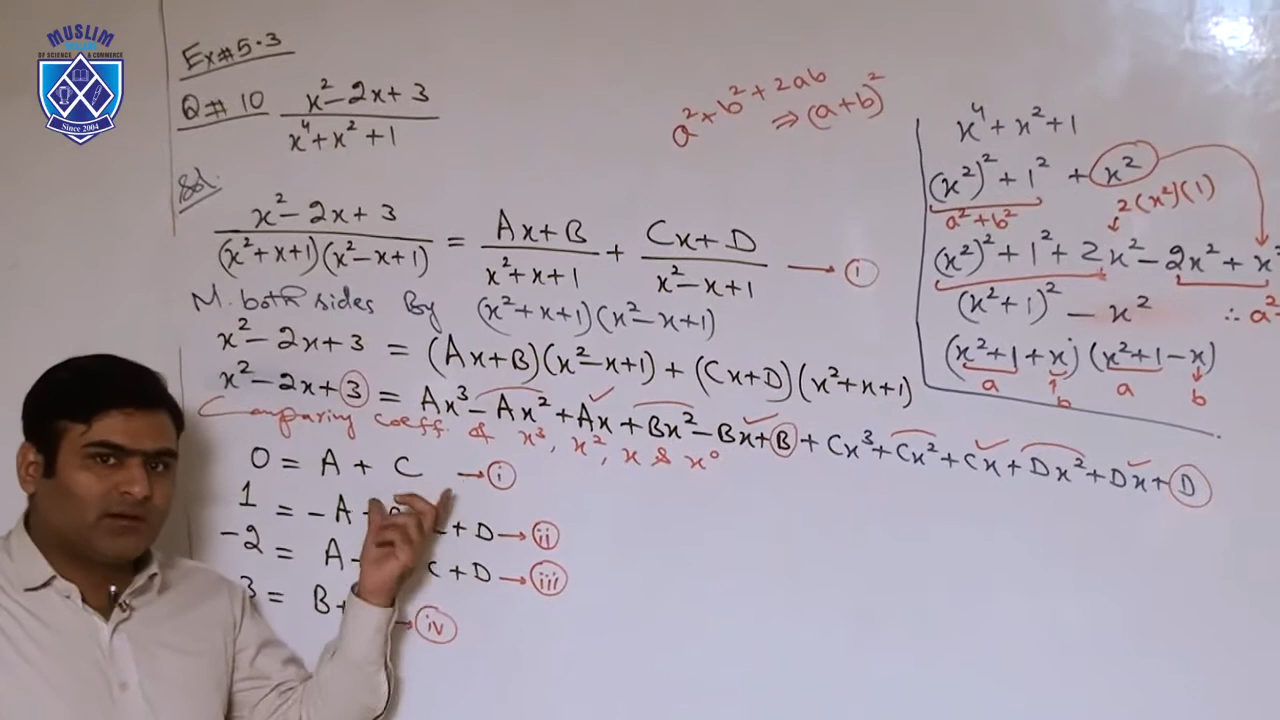 MUSLIM
OF SCIENCE & COMMERCE
Since 2004
Ex # 5.3
Q # 10 (x² - 2x + 3)/(x⁴ + x² + 1)
Sol:
(x² - 2x + 3)/((x² + x + 1)(x² - x + 1)) = (Ax + B)/(x² + x + 1) + (Cx + D)/(x² - x + 1) → i
M. both sides By (x² + x + 1)(x² - x + 1)
x² - 2x + 3 = (Ax + B)(x² - x + 1) + (Cx + D)(x² + x + 1)
x² - 2x + 3 = Ax³ - Ax² + Ax + Bx² - Bx + B + Cx³ + Cx² + Cx + Dx² + Dx + D
Comparing coeff. of x³, x², x & x⁰
0 = A + C → i
1 = -A + D → ii
-2 = A - C + D → iii
3 = B + → iv
a² + b² + 2ab
⇒ (a + b)²
x⁴ + x² + 1
(x²)² + 1² + x²
a² + b²
2(x²)(1)
(x²)² + 1² + 2x² - 2x² + x²
(x² + 1)² - x²
∴ a² -
(x² + 1 + x)(x² + 1 - x)
a b a b